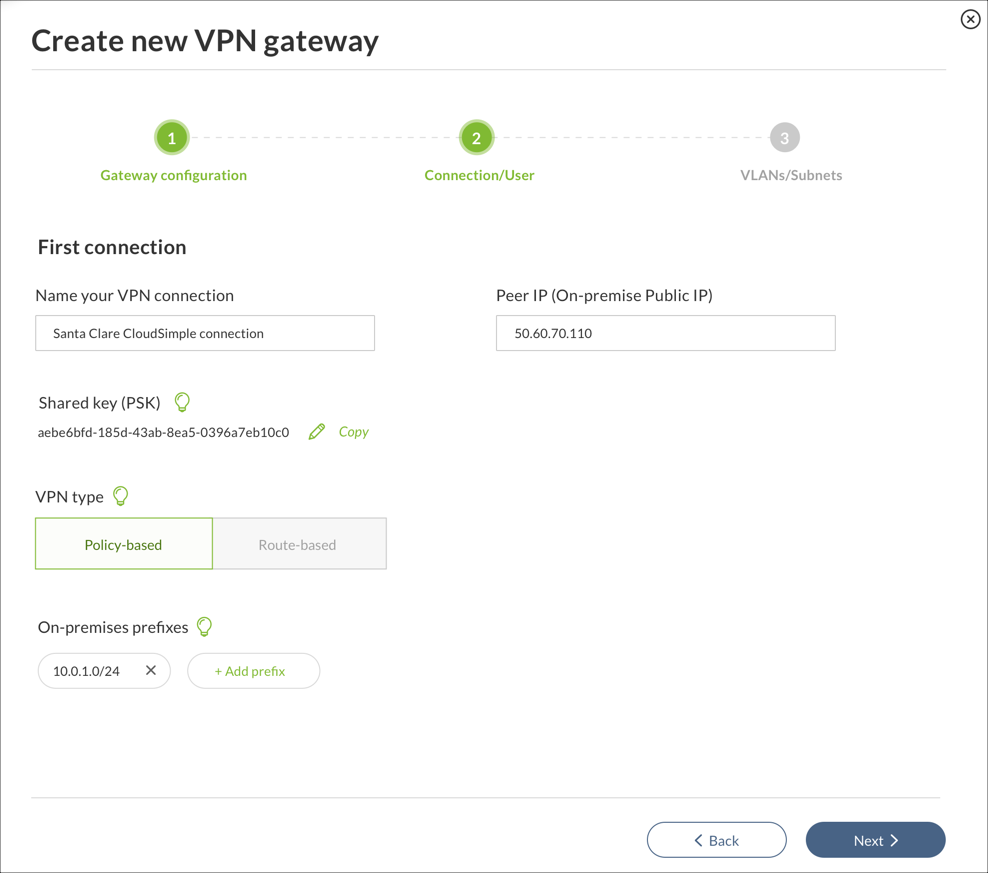 Create new VPN gateway
1
2
3
Gateway configuration
Connection/User
VLANs/Subnets
First connection
Name your VPN connection
Peer IP (On-premise Public IP)
Santa Clare CloudSimple connection
50.60.70.110
Shared key (PSK)
aebe6bfd-185d-43ab-8ea5-0396a7eb10c0
Copy
VPN type
Policy-based
Route-based
On-premises prefixes
10.0.1.0/24
+ Add prefix
Back
Next